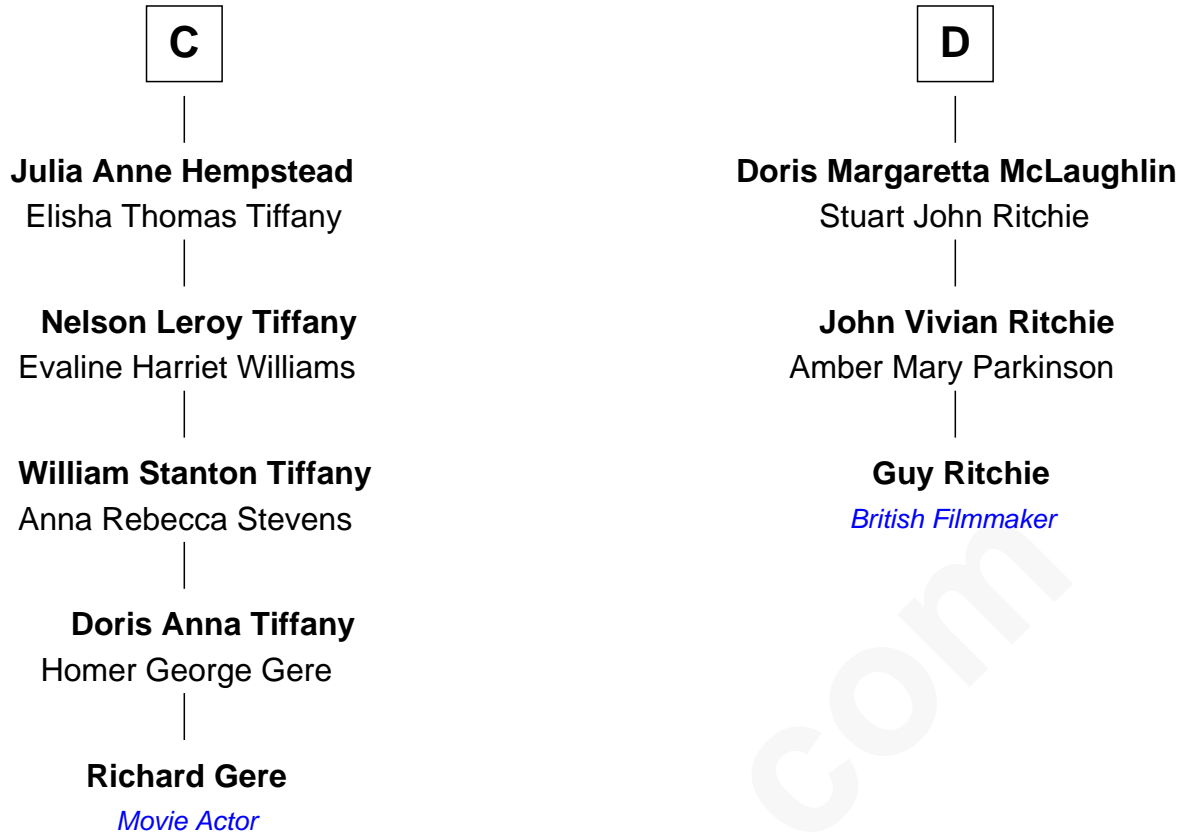 C
Julia Anne Hempstead
Elisha Thomas Tiffany
Nelson Leroy Tiffany
Evaline Harriet Williams
William Stanton Tiffany
Anna Rebecca Stevens
Doris Anna Tiffany
Homer George Gere
Richard Gere
Movie Actor
D
Doris Margaretta McLaughlin
Stuart John Ritchie
John Vivian Ritchie
Amber Mary Parkinson
Guy Ritchie
British Filmmaker
com